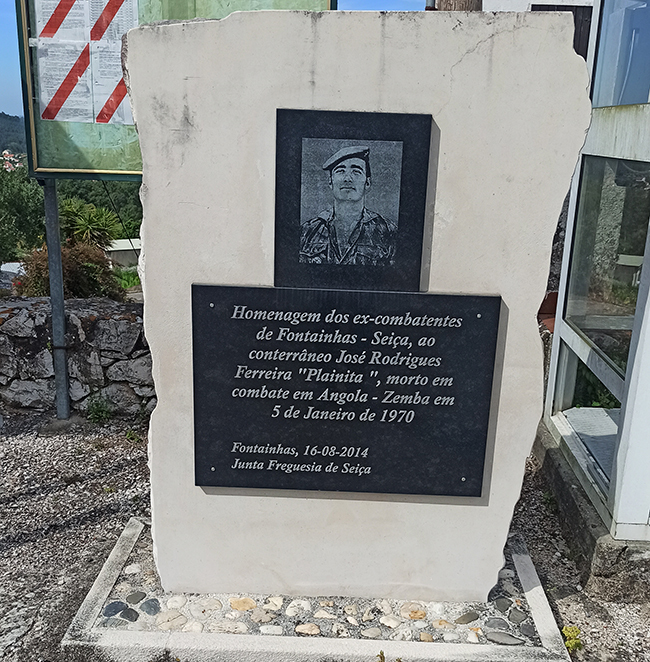 Homenagem dos ex-combatentes
de Fontainhas - Seiça, ao
conterrâneo José Rodrigues
Ferreira "Plainita ", morto em
combate em Angola - Zemba em
5 de Janeiro de 1970
Fontainhas, 16-08-2014
Junta Freguesia de Seiça